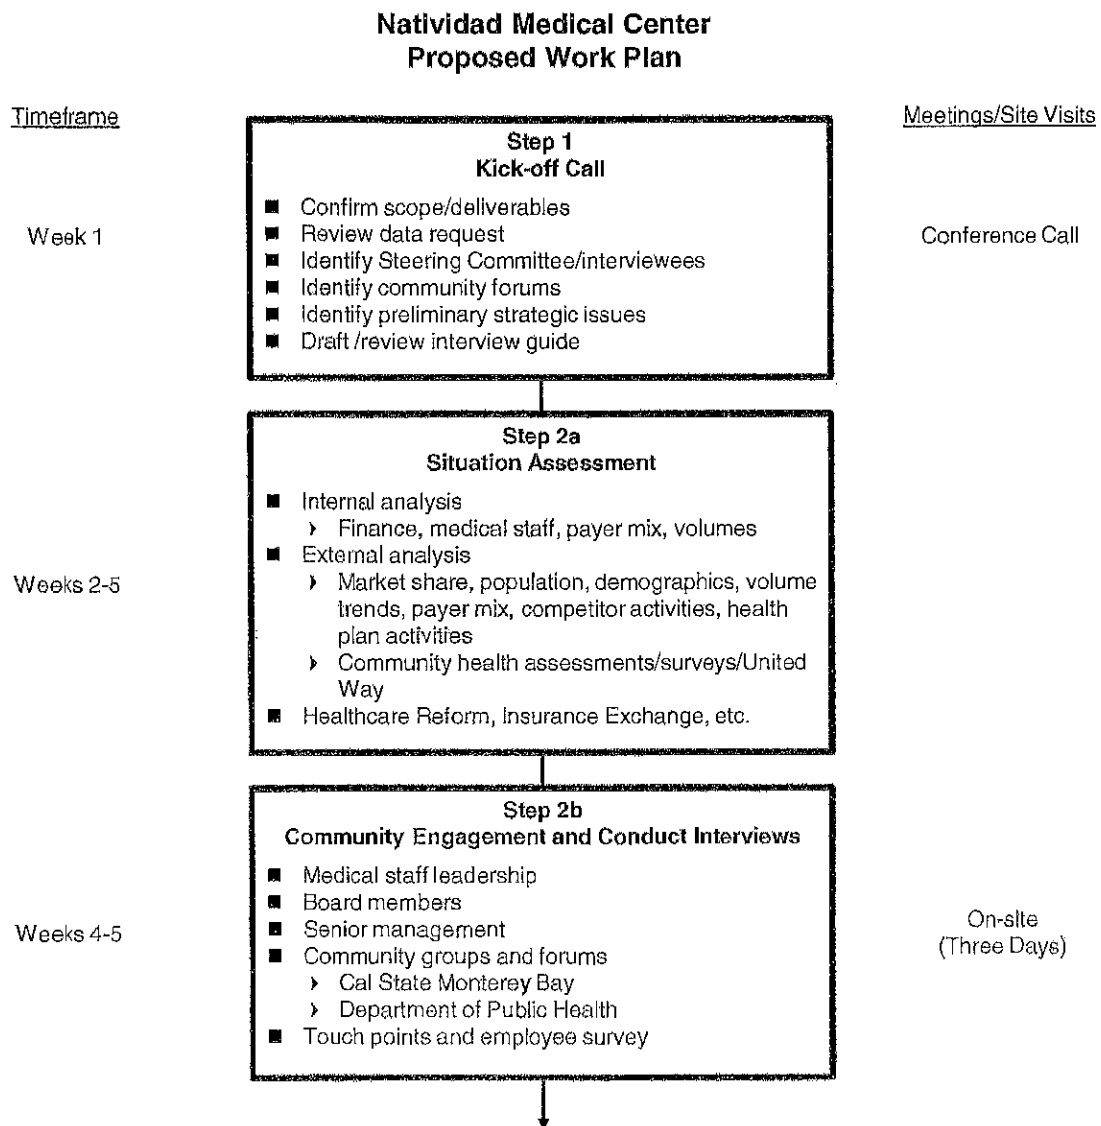 Natividad Medical Center
Proposed Work Plan
Timeframe
Meetings/Site Visits
Step 1
Kick-off Call
■ Confirm scope/deliverables
■ Review data request
■ Identify Steering Committee/interviewees
■ Identify community forums
■ Identify preliminary strategic issues
■ Draft /review interview guide
Week 1
Conference Call
Step 2a
Situation Assessment
■ Internal analysis
› Finance, medical staff, payer mix, volumes
■ External analysis
› Market share, population, demographics, volume
trends, payer mix, competitor activities, health
plan activities
› Community health assessments/surveys/United
Way
■ Healthcare Reform, Insurance Exchange, etc.
Weeks 2-5
Step 2b
Community Engagement and Conduct Interviews
■ Medical staff leadership
■ Board members
■ Senior management
■ Community groups and forums
› Cal State Monterey Bay
› Department of Public Health
■ Touch points and employee survey
Weeks 4-5
On-site
(Three Days)